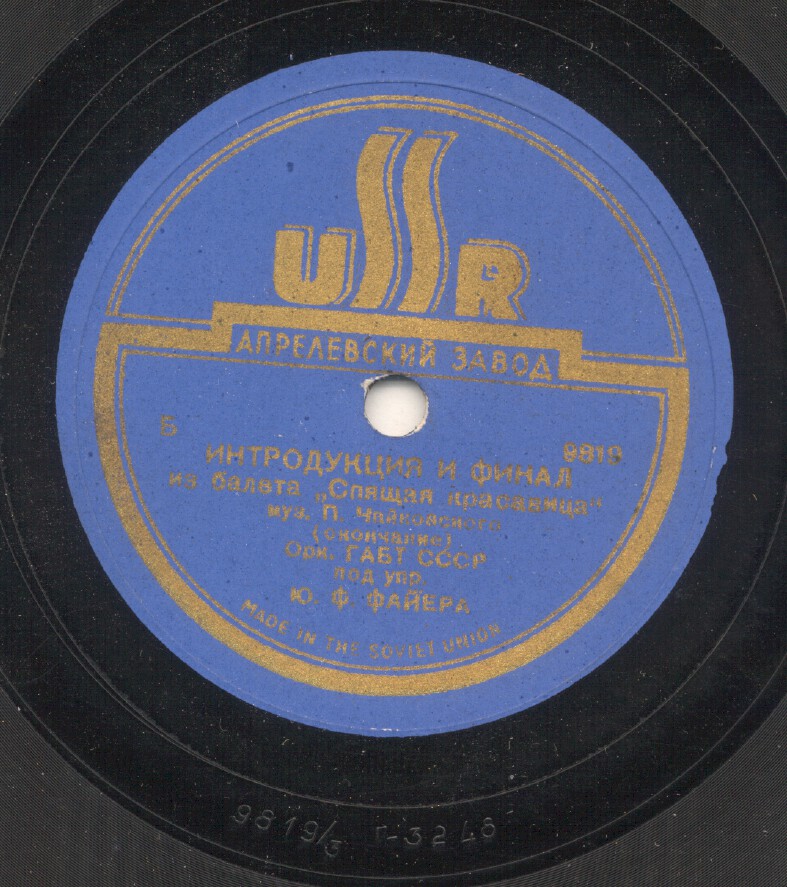 USSR
АПРЕЛЕВСКИЙ ЗАВОД
Б 9819
ИНТРОДУКЦИЯ И ФИНАЛ
из балета „Спящая красавица"
муз. П. Чайковского
(окончание)
Орк. ГАБТ СССР
под упр.
Ю. Ф. ФАЙЕРА
MADE IN THE SOVIET UNION
9819/3 Г-3248